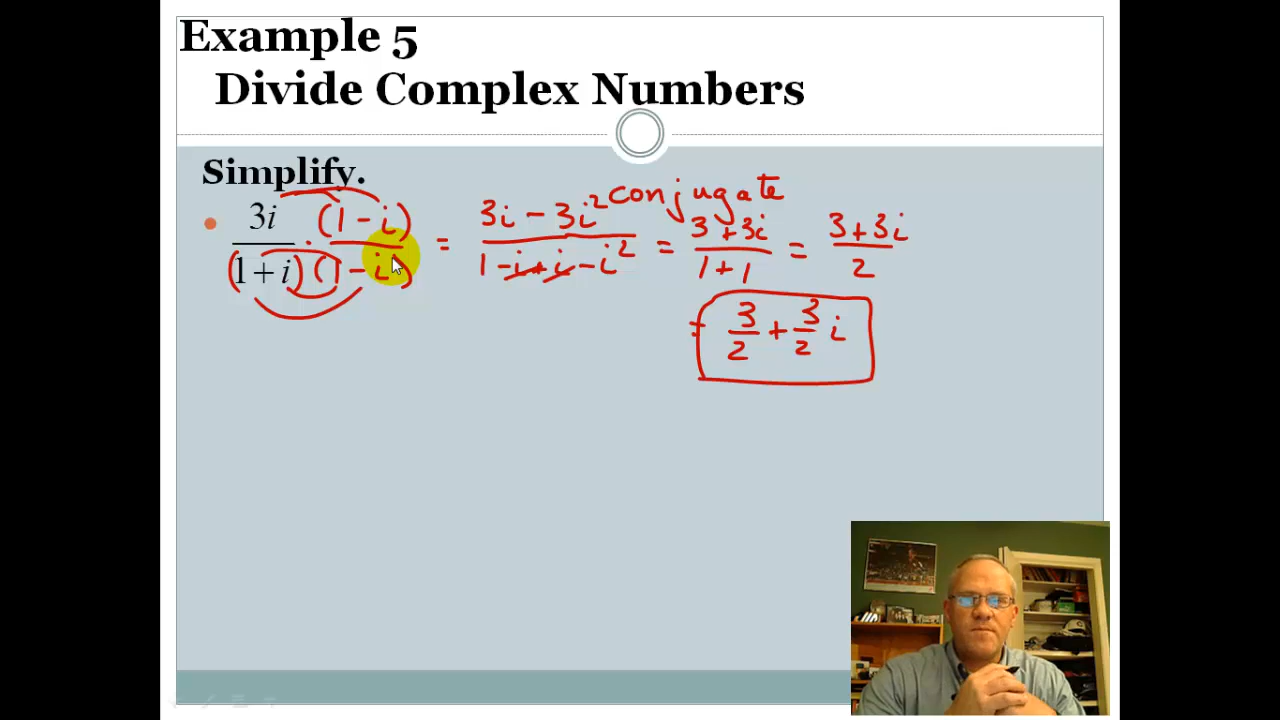 Example 5
Divide Complex Numbers
Simplify.
conjugate
3i/(1+i) · (1-i)/(1-i) = (3i - 3i²)/(1 - i + i - i²) = (3+3i)/(1+1) = (3+3i)/2
= 3/2 + 3/2 i